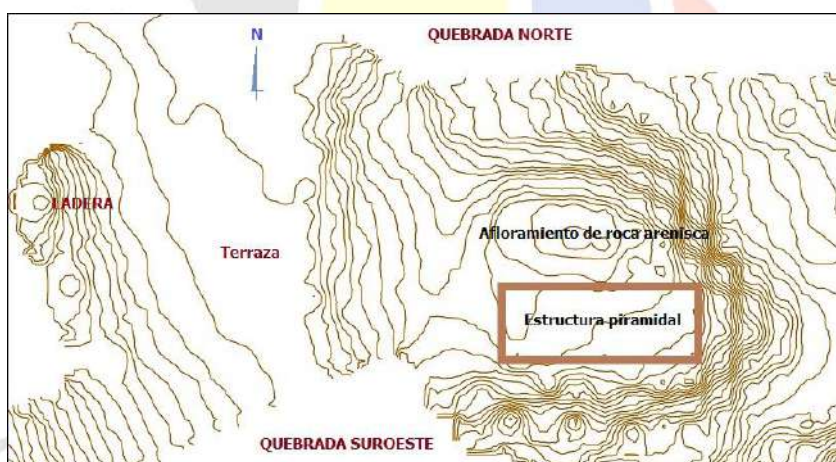 QUEBRADA NORTE
N
LADERA
Afloramiento de roca arenisca
Terraza
Estructura piramidal
QUEBRADA SUROESTE